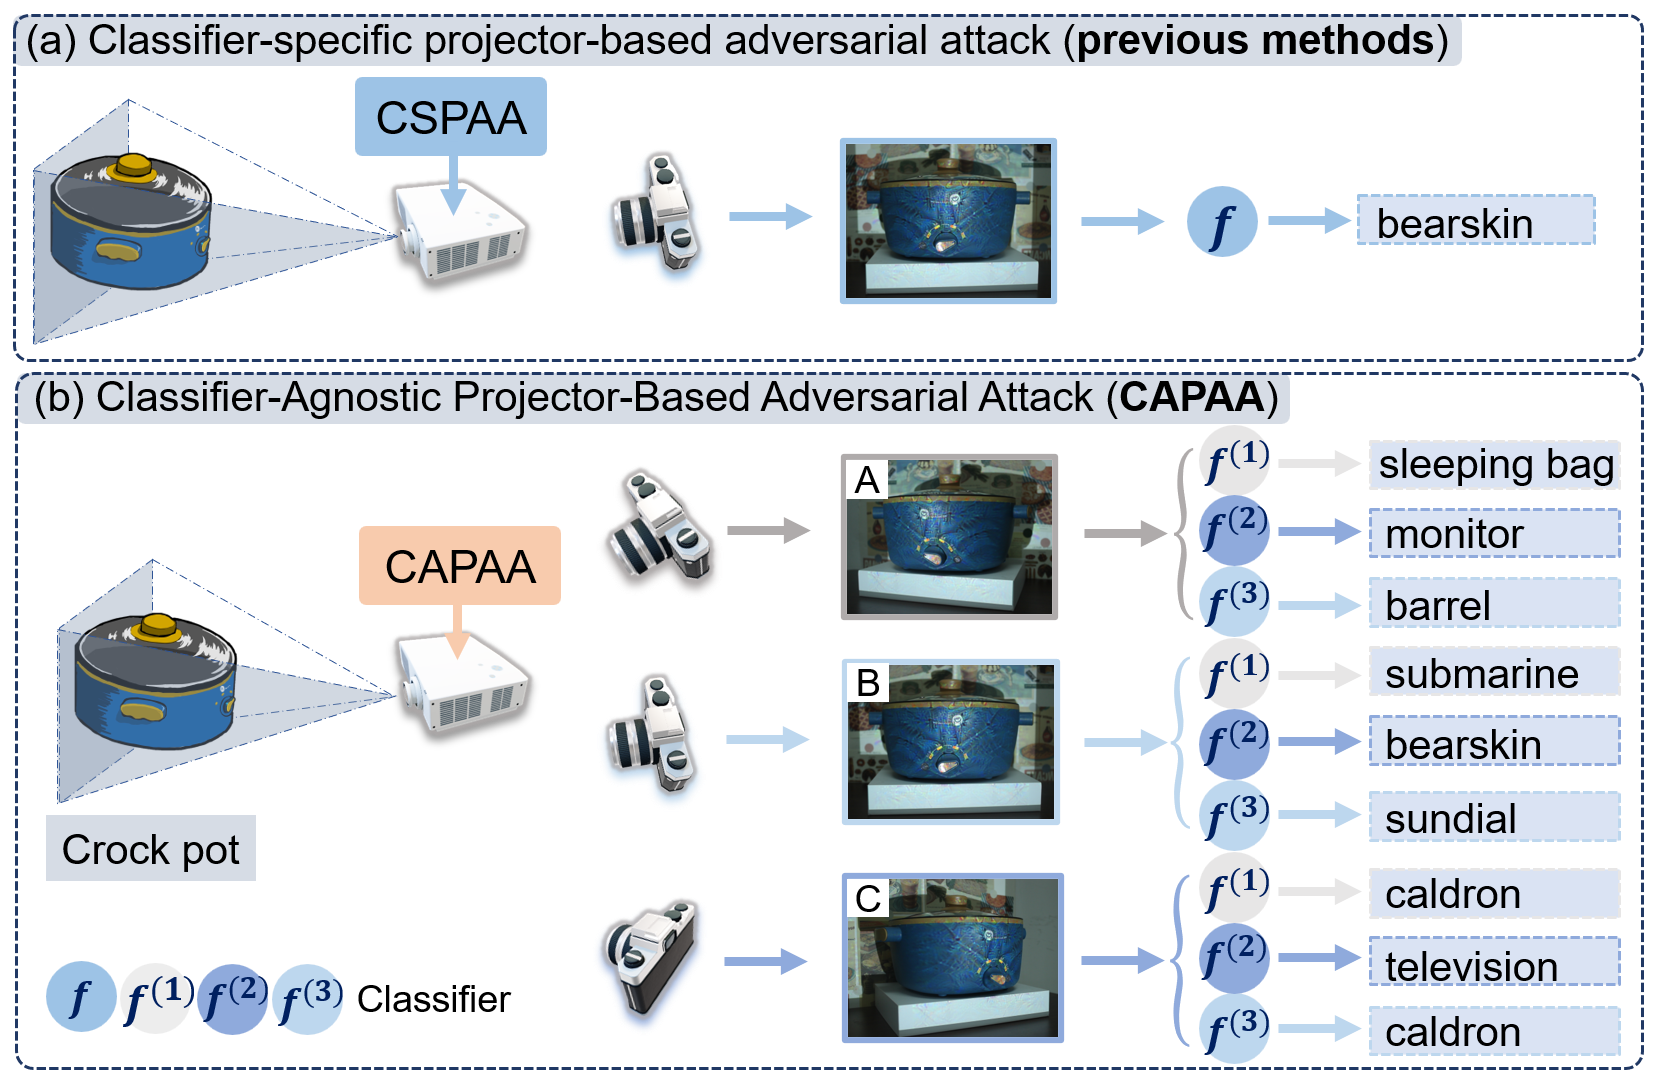 (a) Classifier-specific projector-based adversarial attack (previous methods)
CSPAA
f
bearskin
(b) Classifier-Agnostic Projector-Based Adversarial Attack (CAPAA)
CAPAA
Crock pot
A
f(1)
sleeping bag
f(2)
monitor
f(3)
barrel
B
f(1)
submarine
f(2)
bearskin
f(3)
sundial
C
f(1)
caldron
f(2)
television
f(3)
caldron
f f(1) f(2) f(3) Classifier